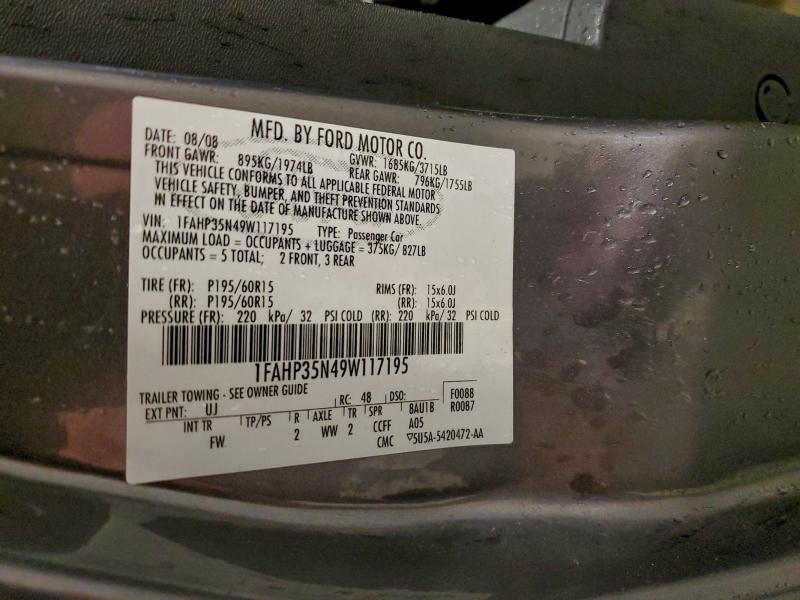 MFD. BY FORD MOTOR CO.
DATE: 08/08 GVWR: 1685KG/3715LB
FRONT GAWR: 895KG/1974LB REAR GAWR: 796KG/1755LB
THIS VEHICLE CONFORMS TO ALL APPLICABLE FEDERAL MOTOR
VEHICLE SAFETY, BUMPER, AND THEFT PREVENTION STANDARDS
IN EFFECT ON THE DATE OF MANUFACTURE SHOWN ABOVE.
VIN: 1FAHP35N49W117195 TYPE: Passenger Car
MAXIMUM LOAD = OCCUPANTS + LUGGAGE = 375KG/ 827LB
OCCUPANTS = 5 TOTAL; 2 FRONT, 3 REAR
TIRE (FR): P195/60R15 RIMS (FR): 15x6.0J
(RR): P195/60R15 (RR): 15x6.0J
PRESSURE (FR): 220 kPa/ 32 PSI COLD (RR): 220 kPa/ 32 PSI COLD
1FAHP35N49W117195
TRAILER TOWING - SEE OWNER GUIDE
EXT PNT: UJ RC: 48 DSO: F0088
R0087
INT TR TP/PS R AXLE TR SPR BAU1B
FW 2 WW 2 CCFF A05
CMC ▽5U5A-5420472-AA